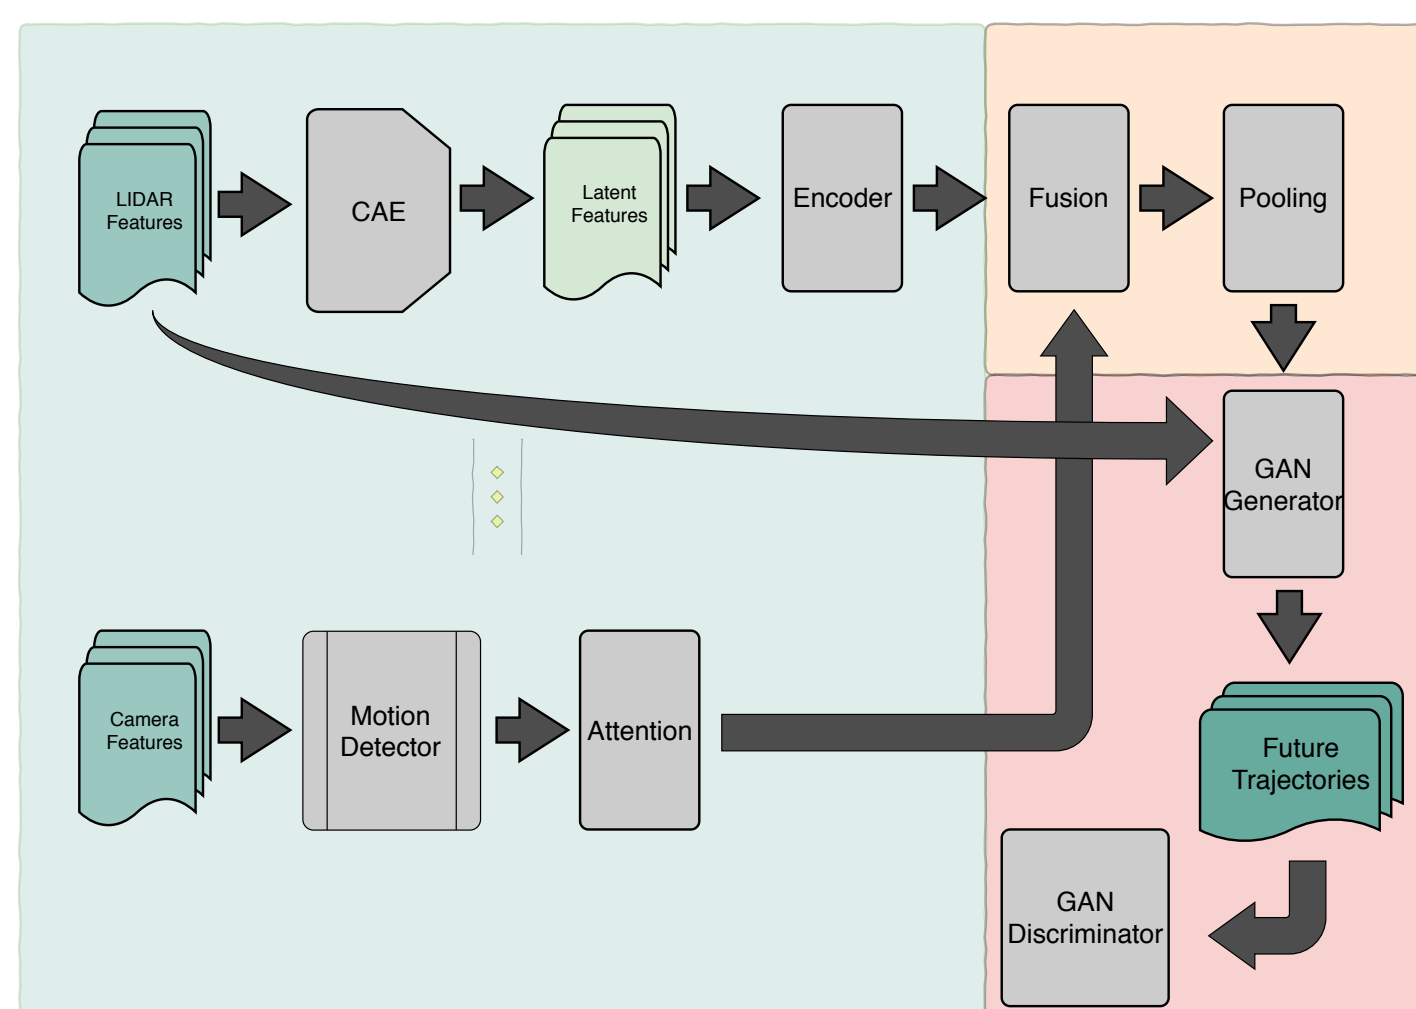 LIDAR
Features
CAE
Latent
Features
Encoder
Fusion
Pooling
GAN
Generator
Camera
Features
Motion
Detector
Attention
Future
Trajectories
GAN
Discriminator